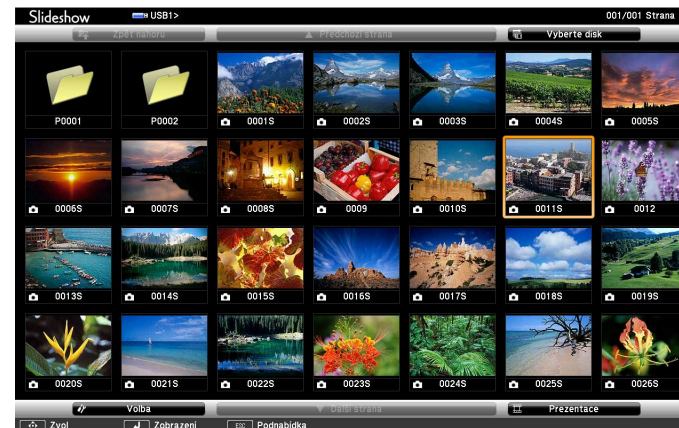 Slideshow USB1> 001/001 Strana
Zpět nahoru Předchozí strana Vyberte disk
P0001 P0002 0001S 0002S 0003S 0004S 0005S
0006S 0007S 0008S 0009 0010S 0011S 0012
0013S 0014S 0015S 0016S 0017S 0018S 0019S
0020S 0021S 0022S 0023S 0024S 0025S 0026S
Volba Další strana Prezentace
Zvol Zobrazení ESC Podnabídka